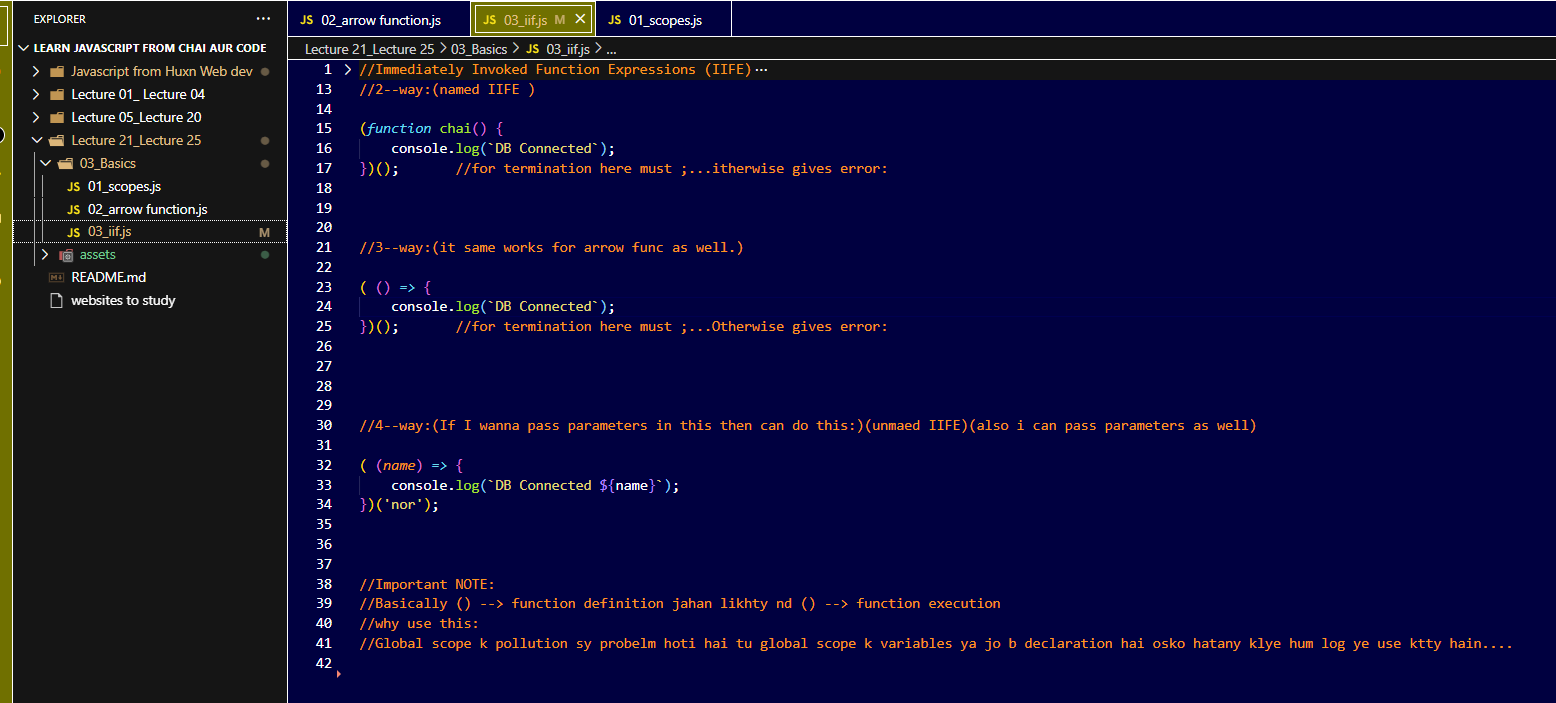 EXPLORER
LEARN JAVASCRIPT FROM CHAI AUR CODE
Javascript from Huxn Web dev
Lecture 01_ Lecture 04
Lecture 05_Lecture 20
Lecture 21_Lecture 25
03_Basics
JS 01_scopes.js
JS 02_arrow function.js
JS 03_iif.js M
assets
README.md
websites to study
JS 02_arrow function.js JS 03_iif.js M JS 01_scopes.js
Lecture 21_Lecture 25 > 03_Basics > JS 03_iif.js > ...
1 //Immediately Invoked Function Expressions (IIFE)···
13 //2--way:(named IIFE )
14
15 (function chai() {
16 console.log(`DB Connected`);
17 })(); //for termination here must ;...itherwise gives error:
18
19
20
21 //3--way:(it same works for arrow func as well.)
22
23 ( () => {
24 console.log(`DB Connected`);
25 })(); //for termination here must ;...Otherwise gives error:
26
27
28
29
30 //4--way:(If I wanna pass parameters in this then can do this:)(unmaed IIFE)(also i can pass parameters as well)
31
32 ( (name) => {
33 console.log(`DB Connected ${name}`);
34 })('nor');
35
36
37
38 //Important NOTE:
39 //Basically () --> function definition jahan likhty nd () --> function execution
40 //why use this:
41 //Global scope k pollution sy probelm hoti hai tu global scope k variables ya jo b declaration hai osko hatany klye hum log ye use ktty hain....
42